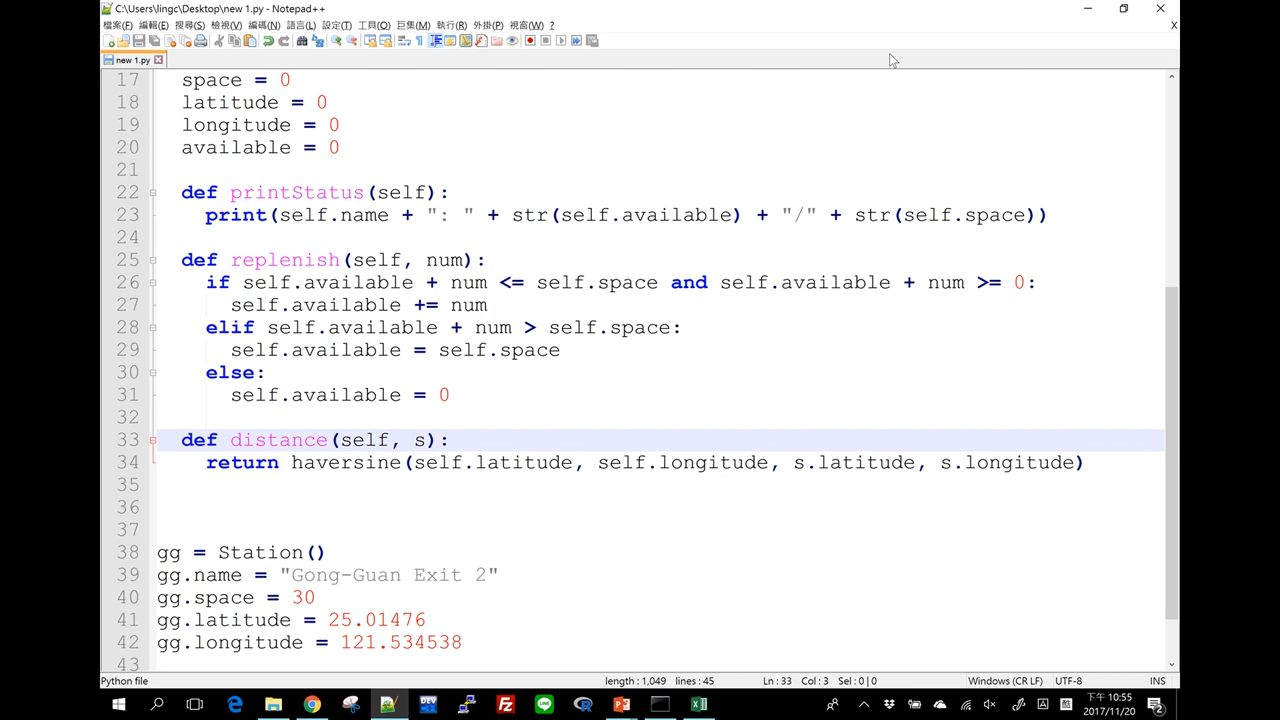 C:\Users\lingc\Desktop\new 1.py - Notepad++
檔案(F) 編輯(E) 搜尋(S) 檢視(V) 編碼(N) 語言(L) 設定(T) 工具(O) 巨集(M) 執行(R) 外掛(P) 視窗(W) ? X
new 1.py
17 space = 0
18 latitude = 0
19 longitude = 0
20 available = 0
21
22 def printStatus(self):
23 print(self.name + ": " + str(self.available) + "/" + str(self.space))
24
25 def replenish(self, num):
26 if self.available + num <= self.space and self.available + num >= 0:
27 self.available += num
28 elif self.available + num > self.space:
29 self.available = self.space
30 else:
31 self.available = 0
32
33 def distance(self, s):
34 return haversine(self.latitude, self.longitude, s.latitude, s.longitude)
35
36
37
38 gg = Station()
39 gg.name = "Gong-Guan Exit 2"
40 gg.space = 30
41 gg.latitude = 25.01476
42 gg.longitude = 121.534538
43
Python file length : 1,049 lines : 45 Ln : 33 Col : 3 Sel : 0 | 0 Windows (CR LF) UTF-8 INS
下午 10:55
2017/11/20